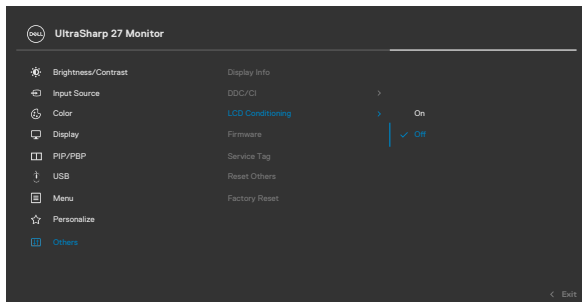 DELL UltraSharp 27 Monitor
Brightness/Contrast Display Info
Input Source DDC/CI >
Color LCD Conditioning > On
Display Firmware ✓ Off
PIP/PBP Service Tag
USB Reset Others
Menu Factory Reset
Personalize
Others
< Exit